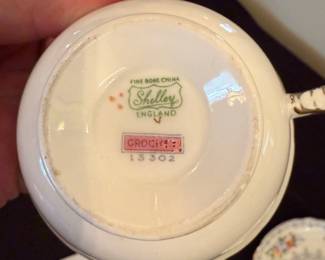 FINE BONE CHINA
Shelley
ENGLAND
CROCHET
13302